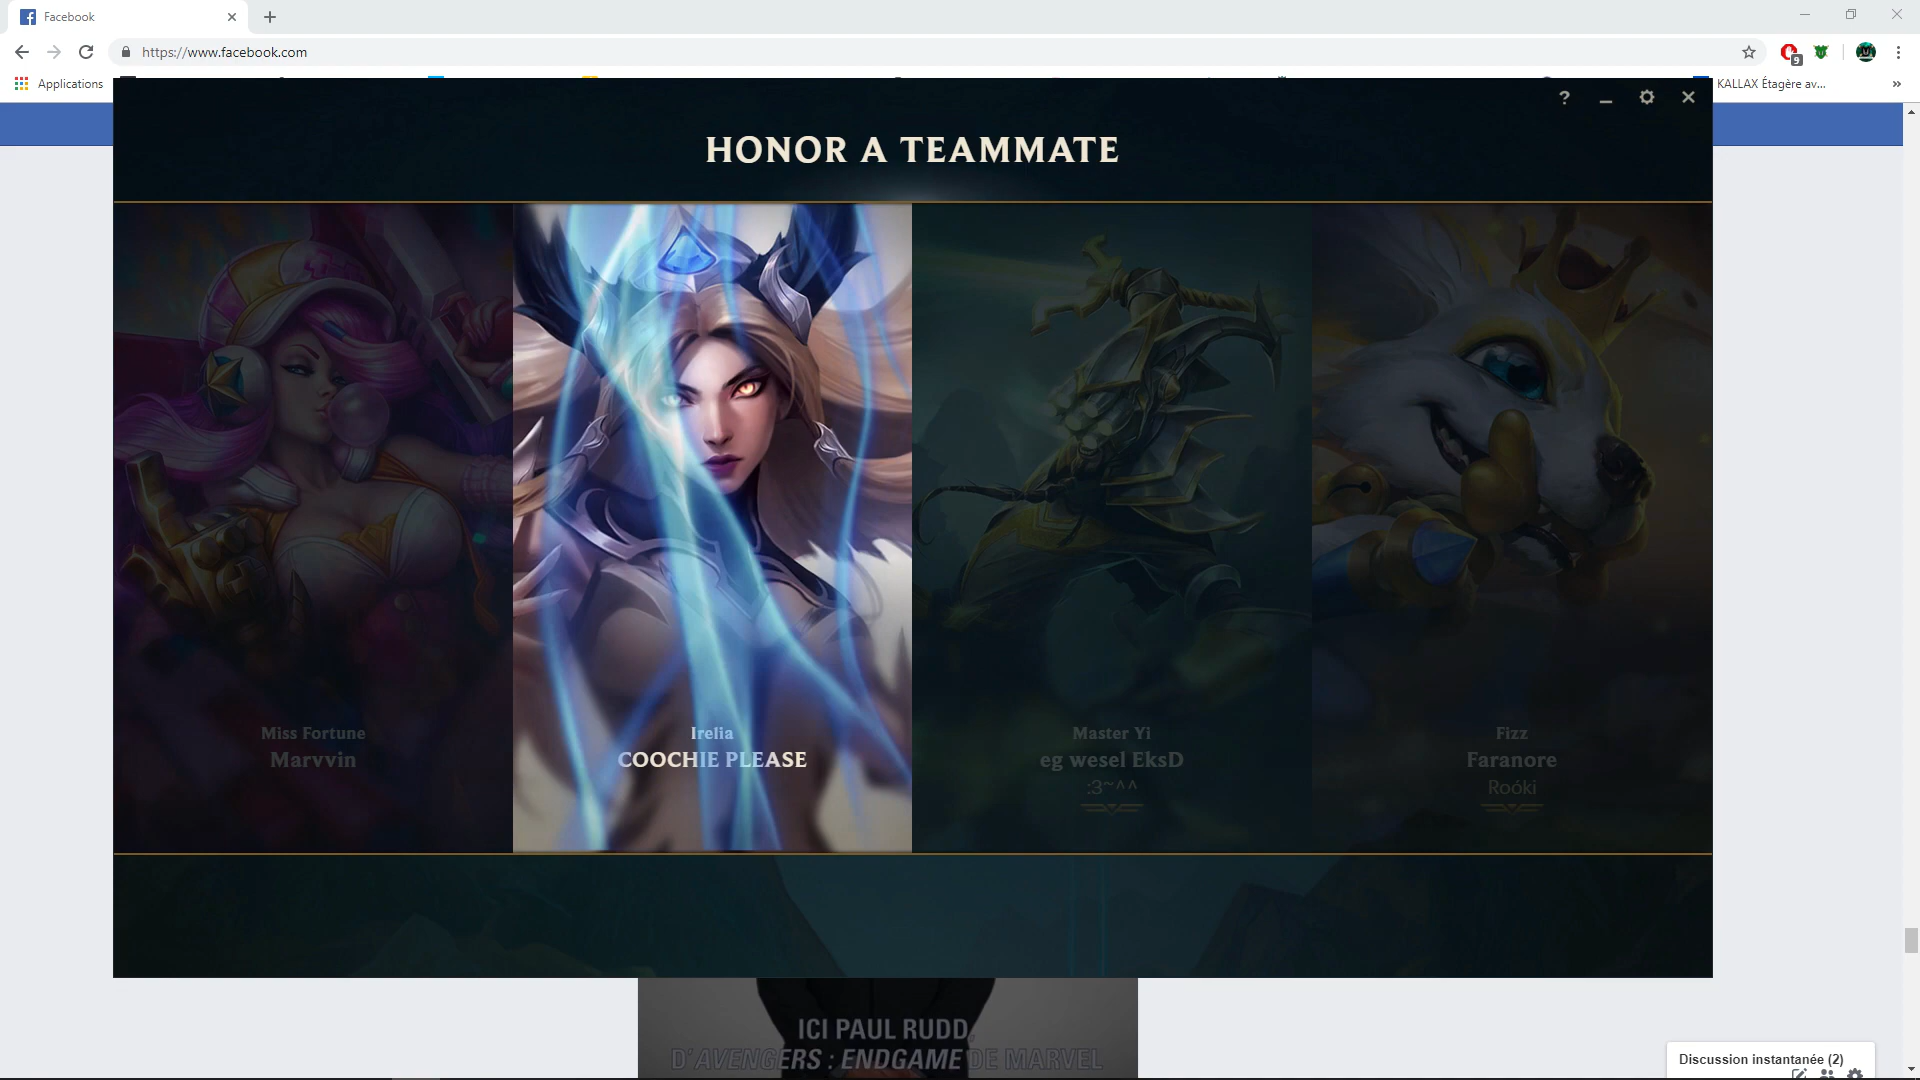 Facebook
https://www.facebook.com
9
Applications
KALLAX Étagère av...
»
?
HONOR A TEAMMATE
Miss Fortune
Marvvin
Irelia
COOCHIE PLEASE
Master Yi
eg wesel EksD
:3~^^
Fizz
Faranore
Roóki
ICI PAUL RUDD,
D'AVENGERS : ENDGAME DE MARVEL
Discussion instantanée (2)